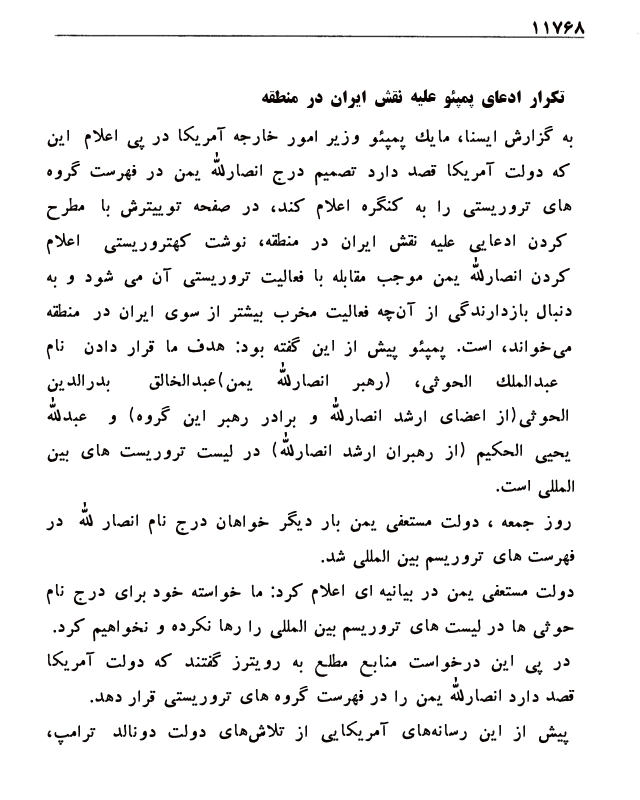 ۱۱۷۶۸
تکرار ادعای پمپئو علیه نقش ایران در منطقه
به گزارش ایسنا، مایك پمپئو وزیر امور خارجه آمریکا در پی اعلام این
که دولت آمریکا قصد دارد تصمیم درج انصارالله یمن در فهرست گروه
های تروریستی را به کنگره اعلام کند، در صفحه توییترش با مطرح
کردن ادعایی علیه نقش ایران در منطقه، نوشت کهتروریستی اعلام
کردن انصارالله یمن موجب مقابله با فعالیت تروریستی آن می شود و به
دنبال بازدارندگی از آن‌چه فعالیت مخرب بیشتر از سوی ایران در منطقه
می‌خواند، است. پمپئو پیش از این گفته بود: هدف ما قرار دادن نام
عبدالملك الحوثی، (رهبر انصارالله یمن)عبدالخالق بدرالدین
الحوثی(از اعضای ارشد انصارالله و برادر رهبر این گروه) و عبدالله
یحیی الحکیم (از رهبران ارشد انصارالله) در لیست تروریست های بین
المللی است.
روز جمعه ، دولت مستعفی یمن بار دیگر خواهان درج نام انصار الله در
فهرست های تروریسم بین المللی شد.
دولت مستعفی یمن در بیانیه ای اعلام کرد: ما خواسته خود برای درج نام
حوثی ها در لیست های تروریسم بین المللی را رها نکرده و نخواهیم کرد.
در پی این درخواست منابع مطلع به رویترز گفتند که دولت آمریکا
قصد دارد انصارالله یمن را در فهرست گروه های تروریستی قرار دهد.
پیش از این رسانه‌های آمریکایی از تلاش‌های دولت دونالد ترامپ،